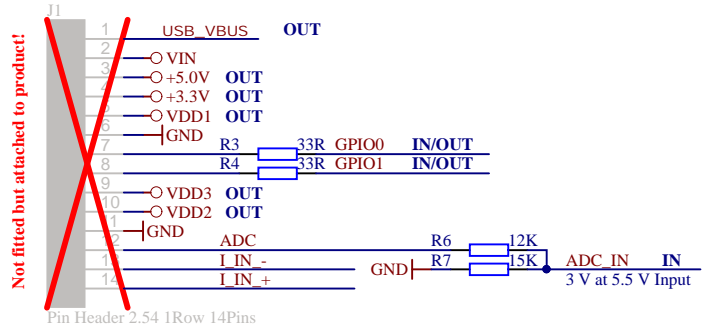 J1
Not fitted but attached to product!
1 USB_VBUS OUT
2 VIN
3 +5.0V OUT
4 +3.3V OUT
VDD1 OUT
6 GND
7 R3 33R GPIO0 IN/OUT
8 R4 33R GPIO1 IN/OUT
9 VDD3 OUT
10 VDD2 OUT
GND
12 ADC R6 12K
13 I_IN_- GND R7 15K ADC_IN IN
14 I_IN_+ 3 V at 5.5 V Input
Pin Header 2.54 1Row 14Pins